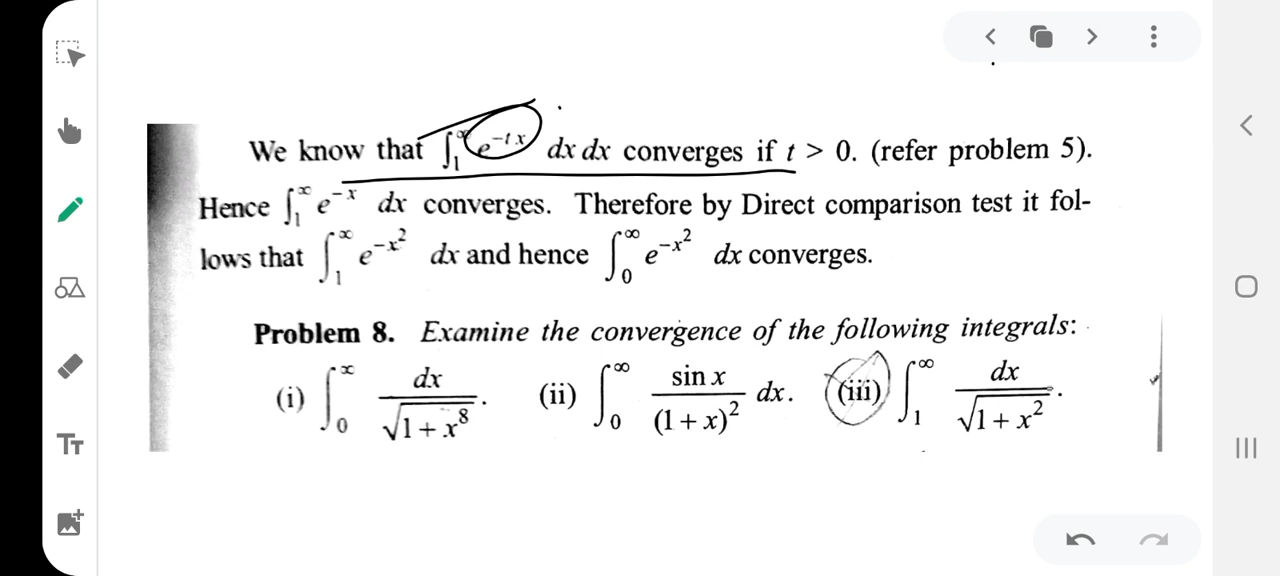 We know that ∫₁^∞ e^{-tx} dx dx converges if t > 0. (refer problem 5).
Hence ∫₁^∞ e^{-x} dx converges. Therefore by Direct comparison test it fol-
lows that ∫₁^∞ e^{-x²} dx and hence ∫₀^∞ e^{-x²} dx converges.
Problem 8. Examine the convergence of the following integrals:
(i) ∫₀^∞ dx/√(1+x⁸). (ii) ∫₀^∞ sin x/(1+x)² dx. (iii) ∫₁^∞ dx/√(1+x²).
TT